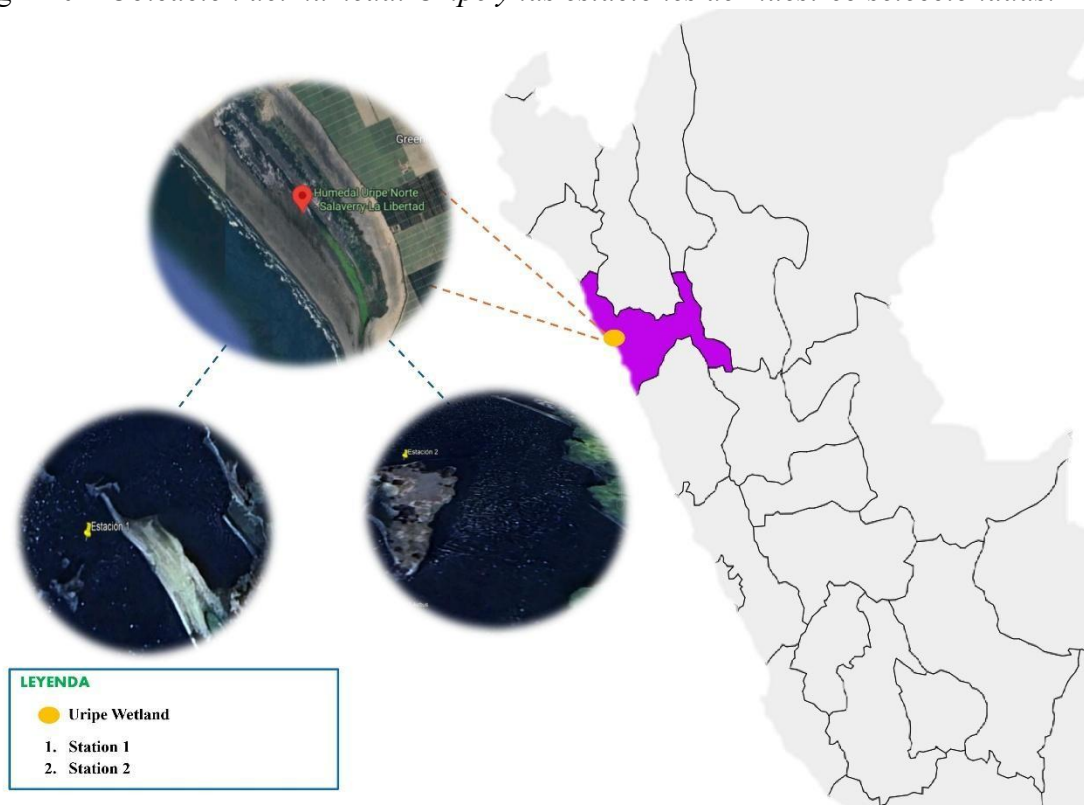 Humedal Uripe Norte
Salaverry-La Libertad
Estación 2
Estación 1
LEYENDA
Uripe Wetland
1. Station 1
2. Station 2